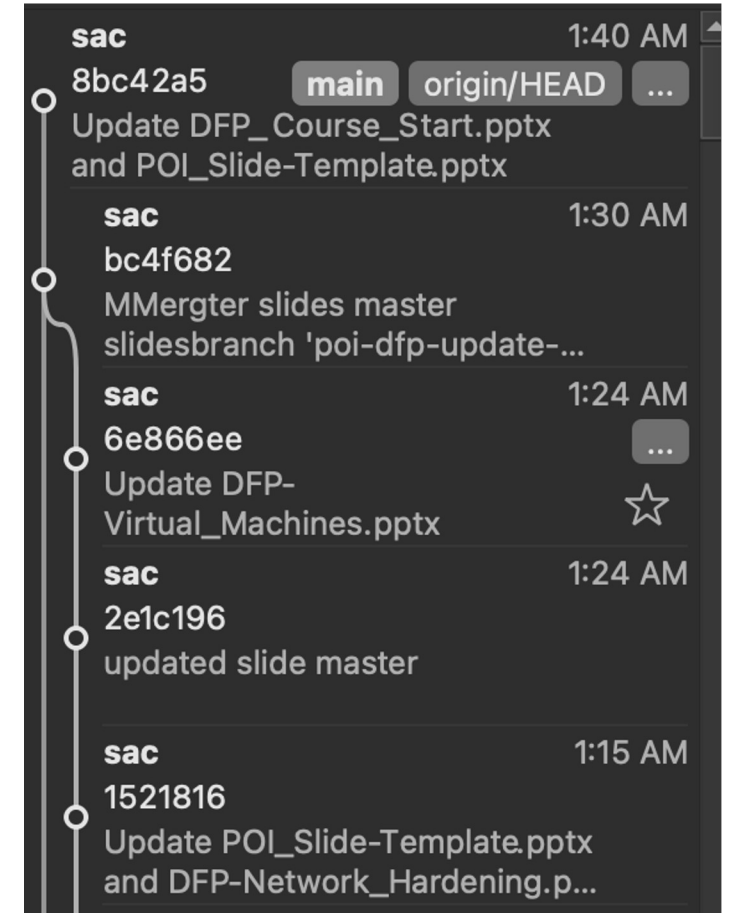 sac 1:40 AM
8bc42a5 main origin/HEAD ...
Update DFP_Course_Start.pptx
and POI_Slide-Template.pptx
sac 1:30 AM
bc4f682
MMergter slides master
slidesbranch 'poi-dfp-update-...
sac 1:24 AM
6e866ee ...
Update DFP-
Virtual_Machines.pptx
sac 1:24 AM
2e1c196
updated slide master
sac 1:15 AM
1521816
Update POI_Slide-Template.pptx
and DFP-Network_Hardening.p...